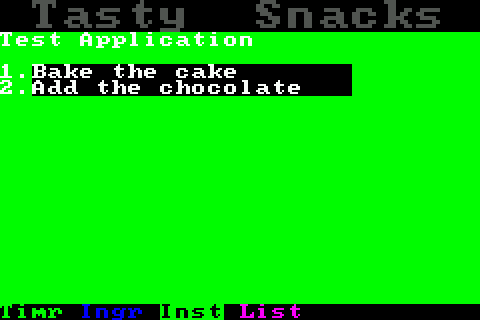 Tasty Snacks
Test Application
1.Bake the cake
2.Add the chocolate
Timr Ingr Inst List